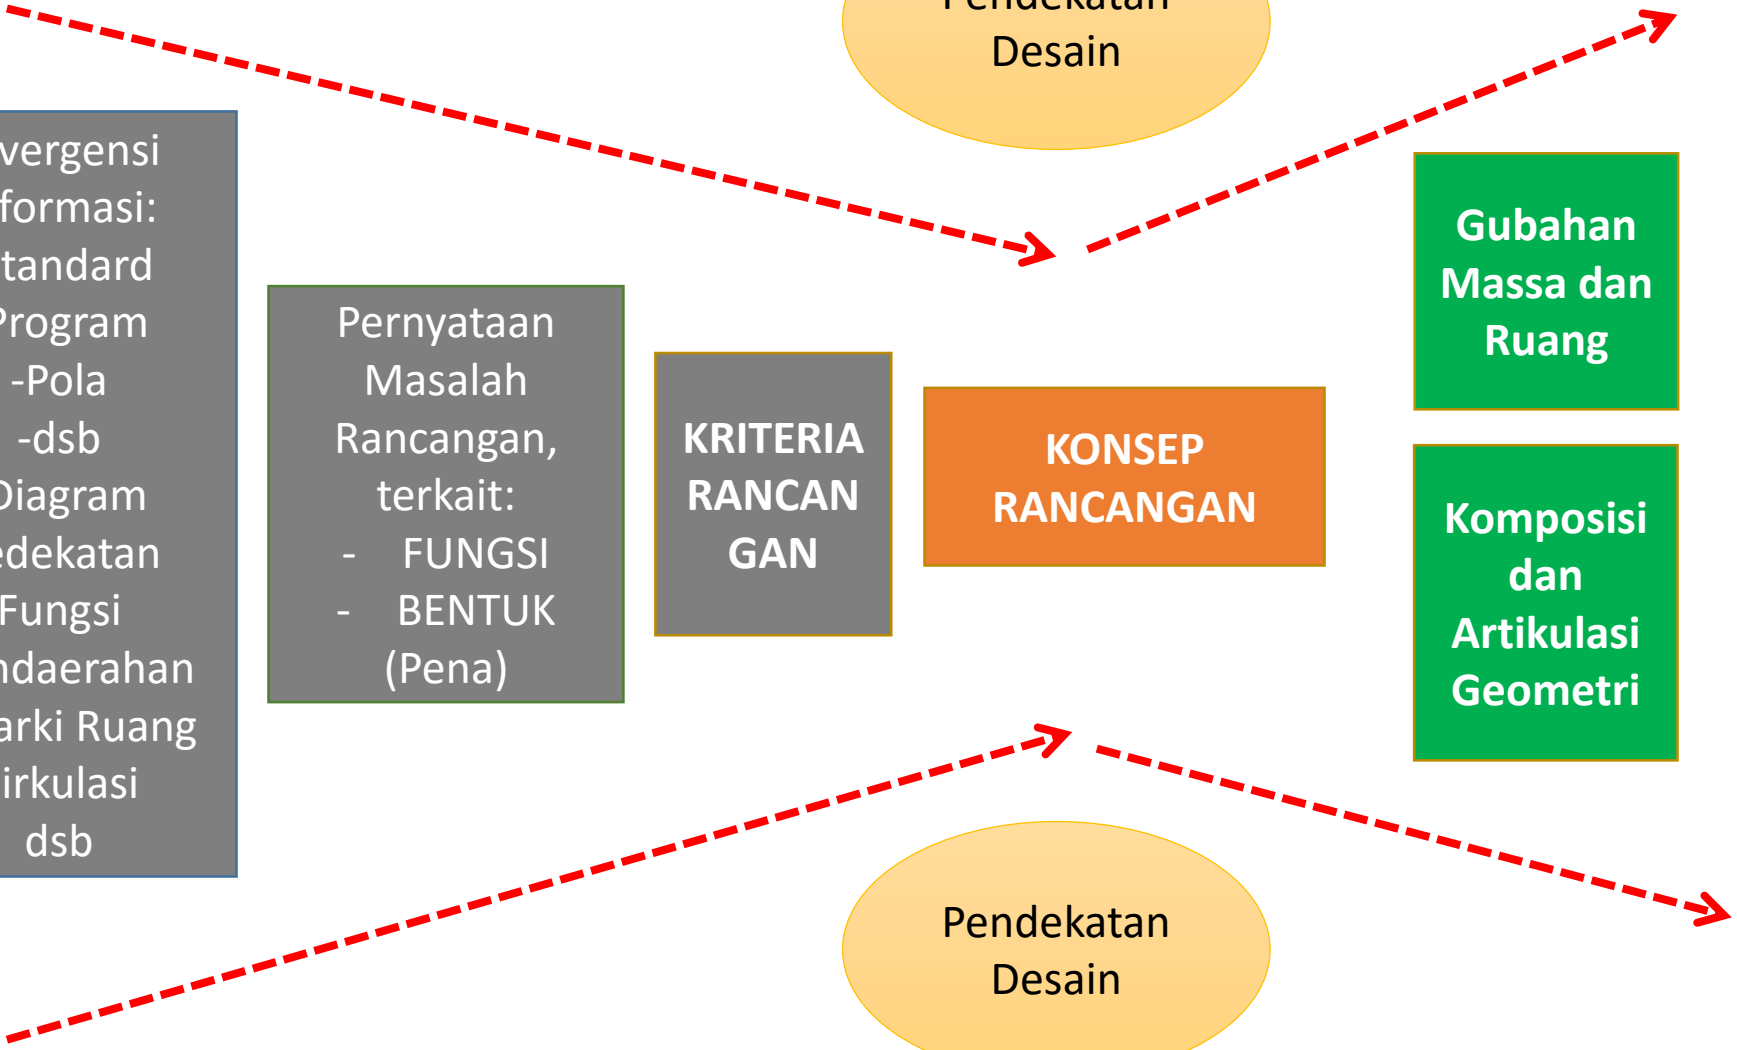 Pendekatan
Desain
vergensi
formasi:
tandard
Program
-Pola
-dsb
Diagram
edekatan
Fungsi
ndaerahan
arki Ruang
irkulasi
dsb
Pernyataan
Masalah
Rancangan,
terkait:
- FUNGSI
- BENTUK
(Pena)
KRITERIA
RANCAN
GAN
KONSEP
RANCANGAN
Gubahan
Massa dan
Ruang
Komposisi
dan
Artikulasi
Geometri
Pendekatan
Desain